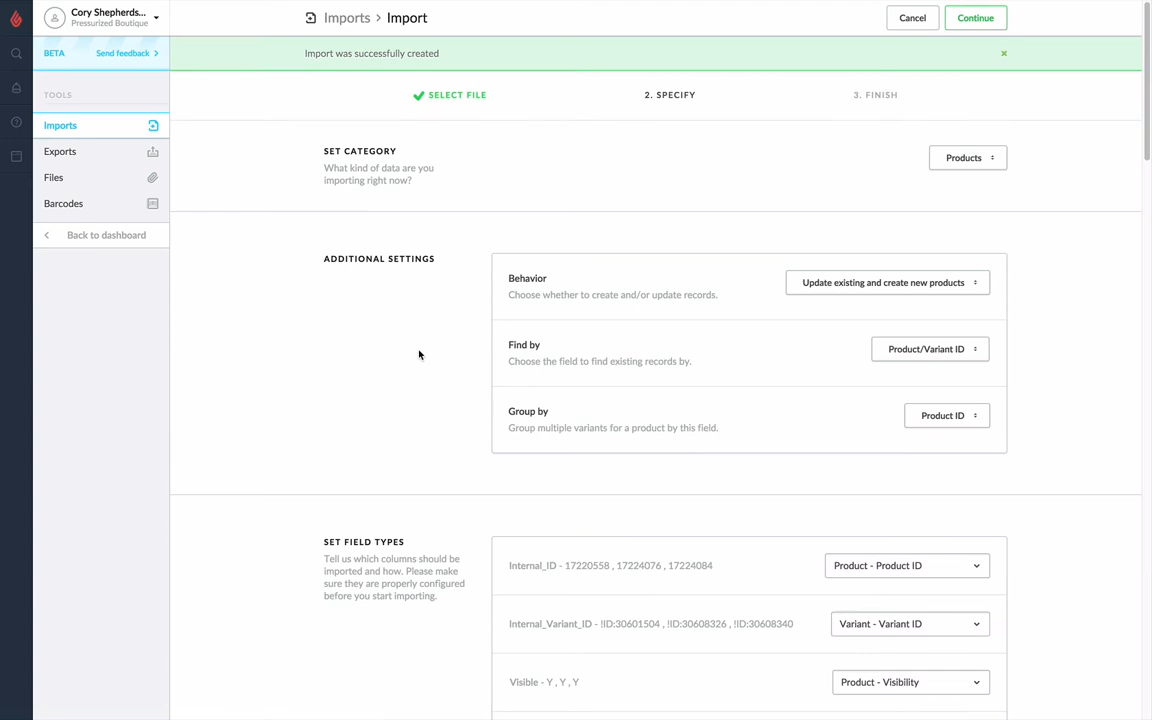 Cory Shepherds...
Pressurized Boutique
Imports > Import
Cancel
Continue
BETA
Send feedback
Import was successfully created
TOOLS
SELECT FILE
2. SPECIFY
3. FINISH
Imports
Exports
Files
Barcodes
Back to dashboard
SET CATEGORY
What kind of data are you
importing right now?
Products
ADDITIONAL SETTINGS
Behavior
Choose whether to create and/or update records.
Update existing and create new products
Find by
Choose the field to find existing records by.
Product/Variant ID
Group by
Group multiple variants for a product by this field.
Product ID
SET FIELD TYPES
Tell us which columns should be
imported and how. Please make
sure they are properly configured
before you start importing.
Internal_ID - 17220558 , 17224076 , 17224084
Product - Product ID
Internal_Variant_ID - !ID:30601504 , !ID:30608326 , !ID:30608340
Variant - Variant ID
Visible - Y , Y , Y
Product - Visibility